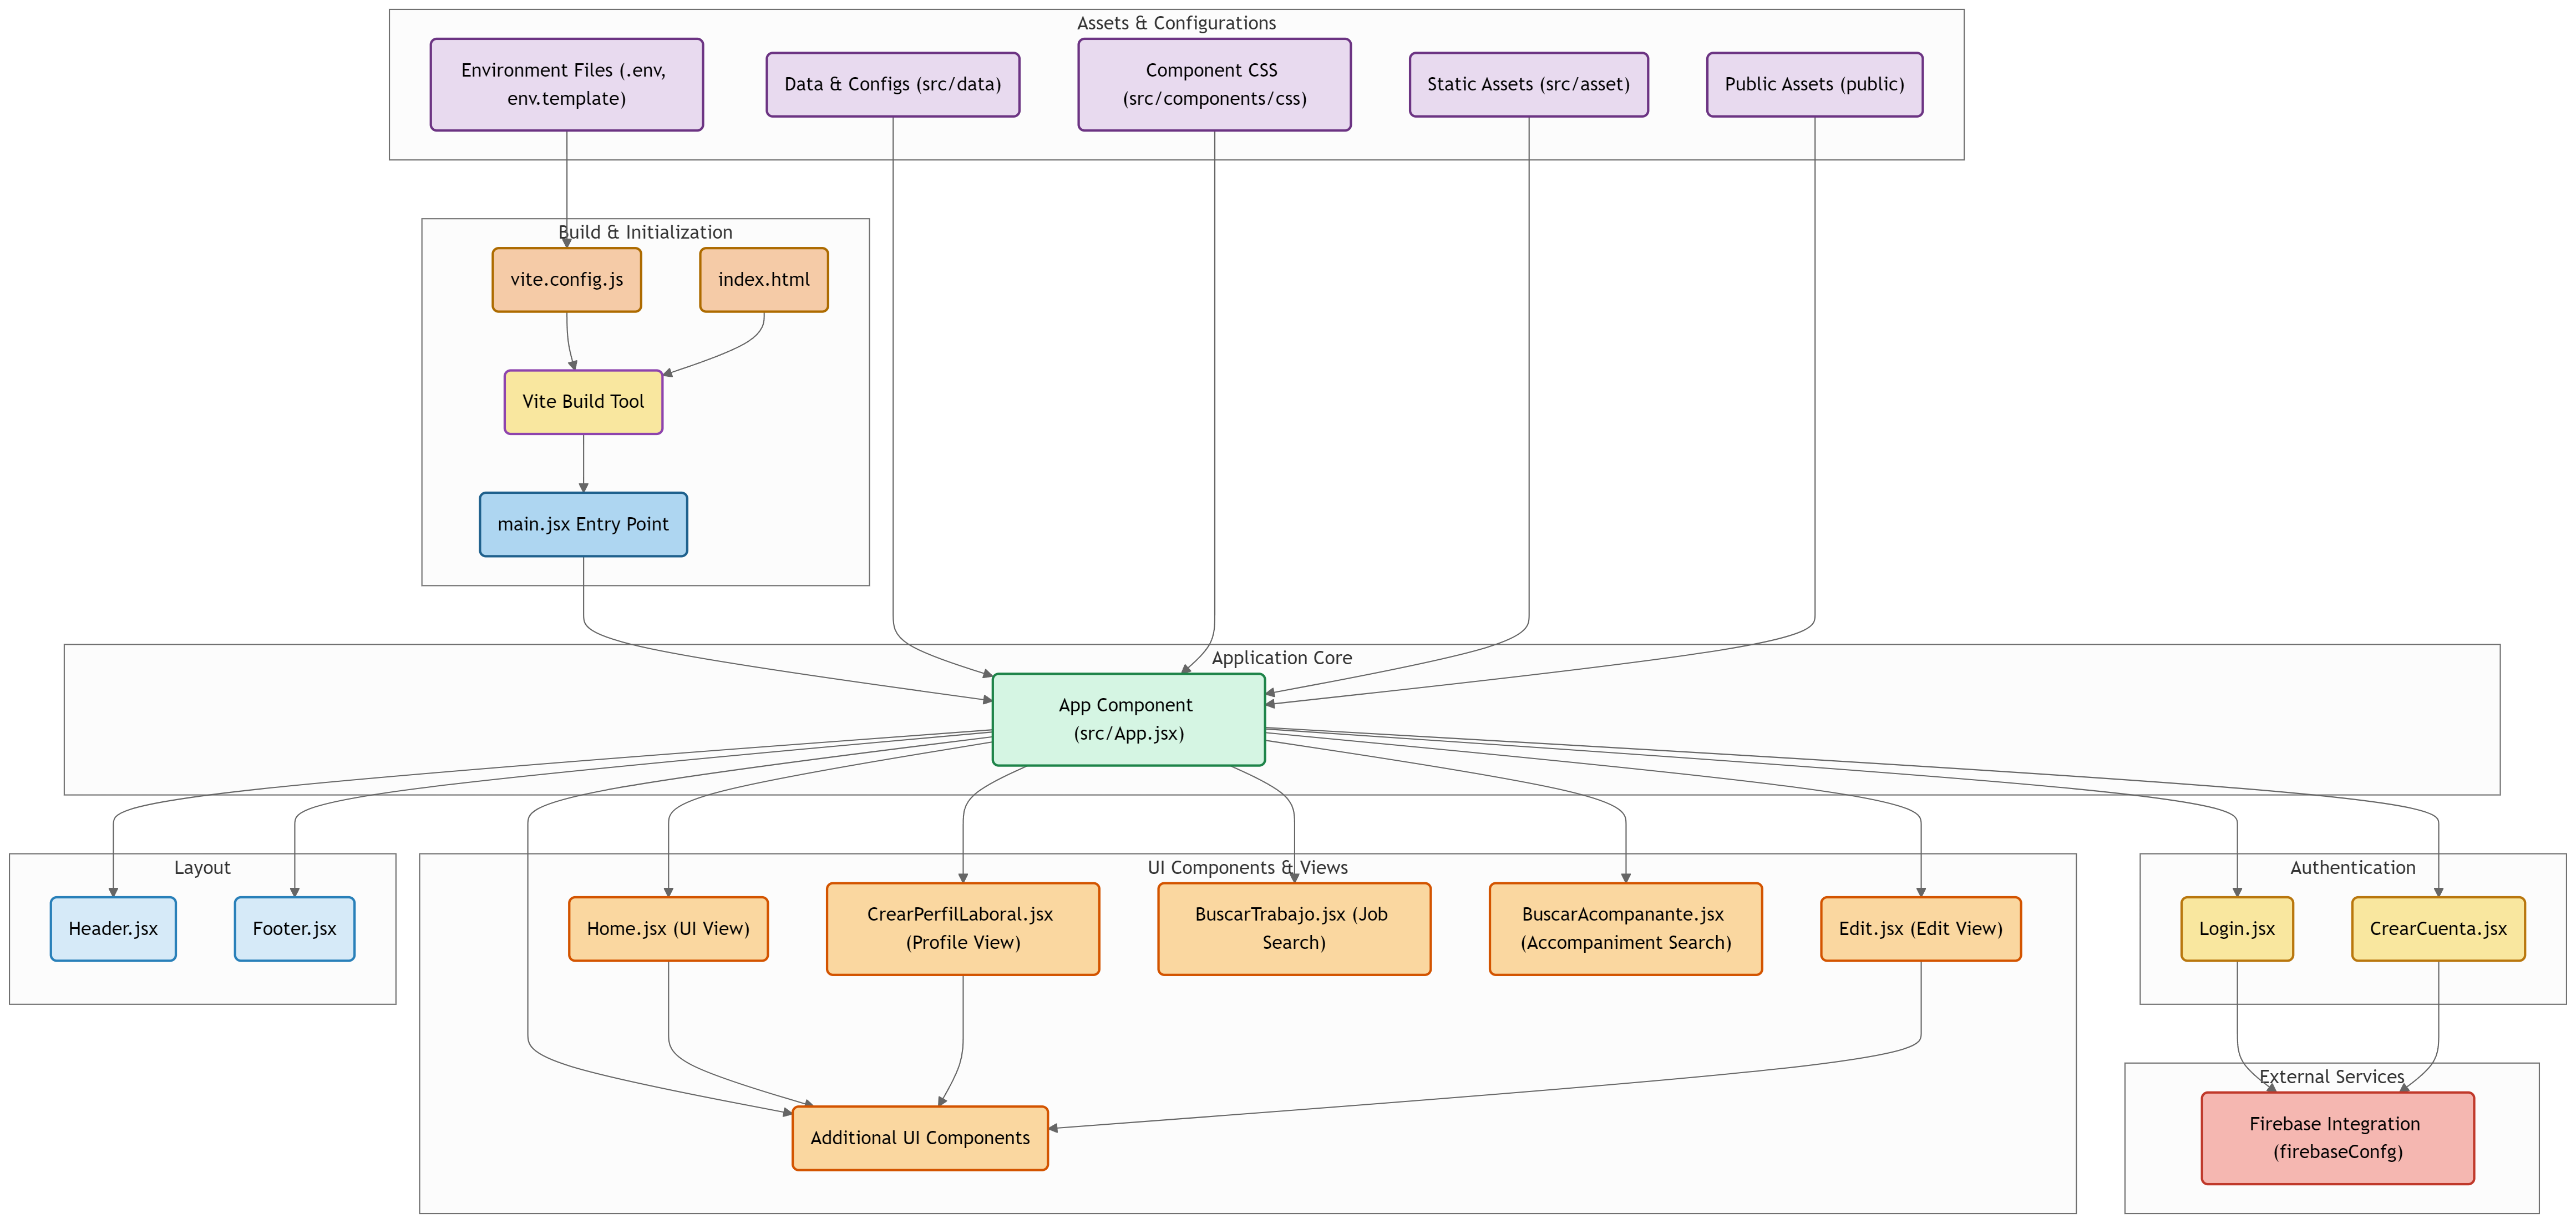 Assets & Configurations
Environment Files (.env,
env.template)
Data & Configs (src/data)
Component CSS
(src/components/css)
Static Assets (src/asset)
Public Assets (public)
Build & Initialization
vite.config.js
index.html
Vite Build Tool
main.jsx Entry Point
Application Core
App Component
(src/App.jsx)
Layout
Header.jsx
Footer.jsx
UI Components & Views
Home.jsx (UI View)
CrearPerfilLaboral.jsx
(Profile View)
BuscarTrabajo.jsx (Job
Search)
BuscarAcompanante.jsx
(Accompaniment Search)
Edit.jsx (Edit View)
Additional UI Components
Authentication
Login.jsx
CrearCuenta.jsx
External Services
Firebase Integration
(firebaseConfg)